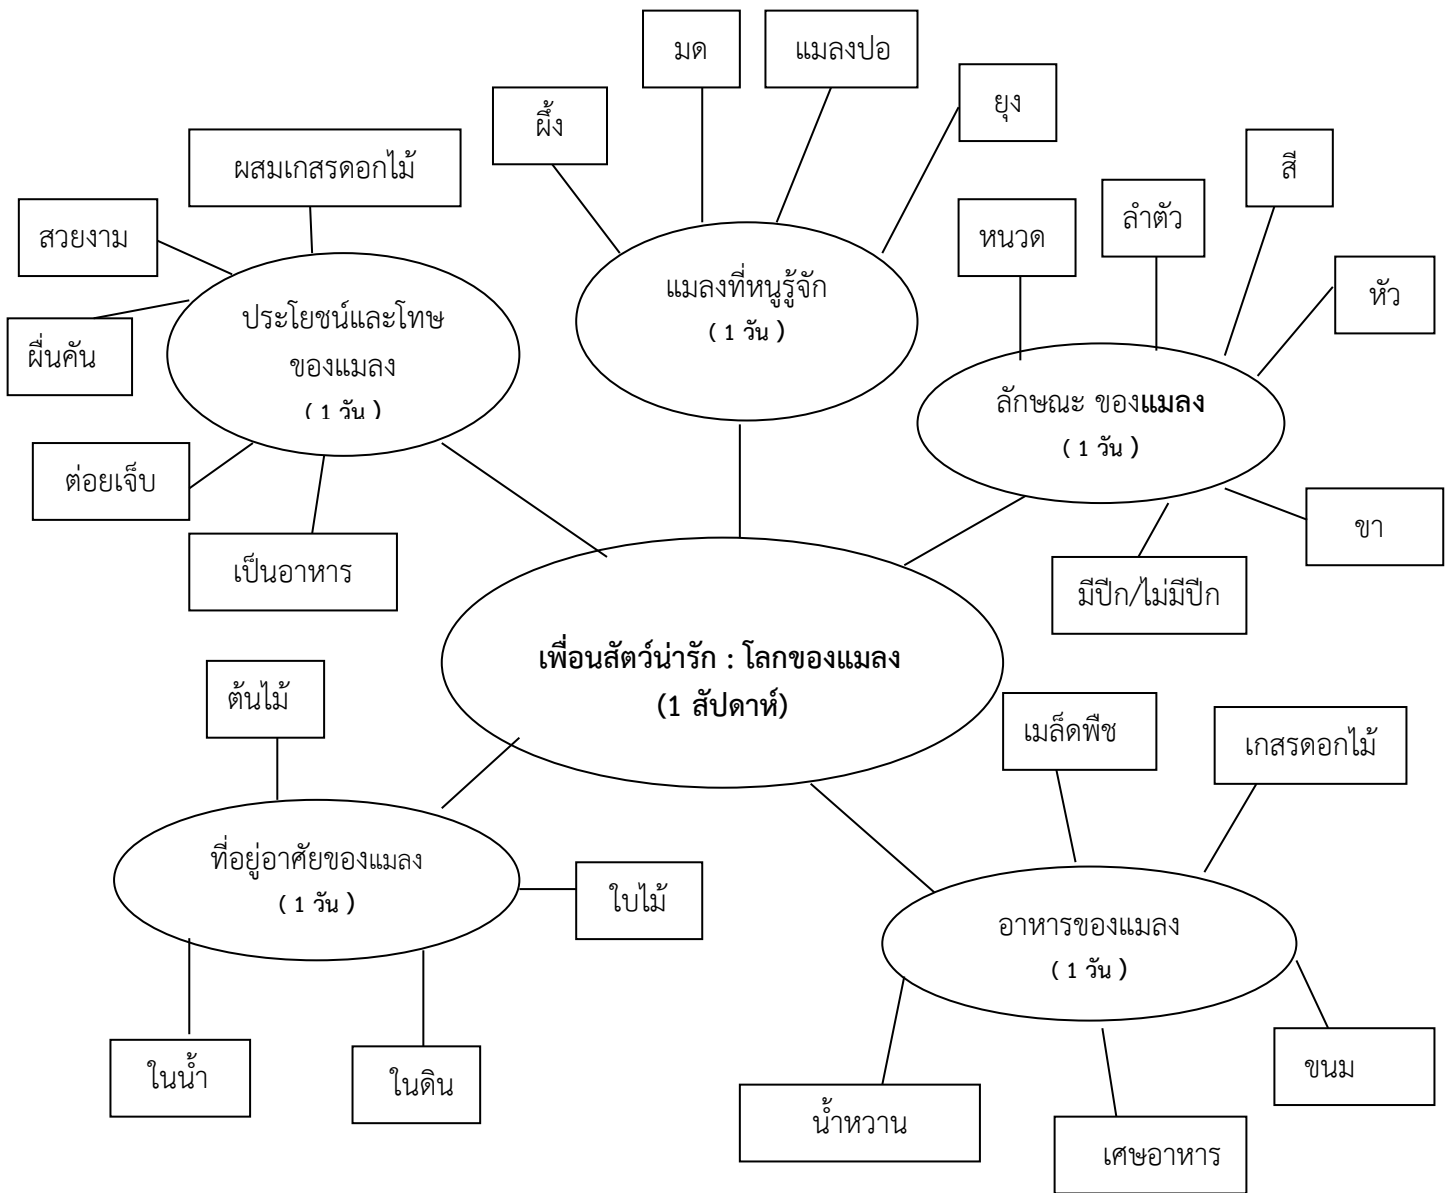 มด
แมลงปอ
ยุง
ผึ้ง
ผสมเกสรดอกไม้
สี
ลำตัว
สวยงาม
หนวด
หัว
แมลงที่หนูรู้จัก
( 1 วัน )
ประโยชน์และโทษ
ของแมลง
( 1 วัน )
ผื่นคัน
ลักษณะ ของแมลง
( 1 วัน )
ต่อยเจ็บ
ขา
เป็นอาหาร
มีปีก/ไม่มีปีก
เพื่อนสัตว์น่ารัก : โลกของแมลง
(1 สัปดาห์)
ต้นไม้
เมล็ดพืช
เกสรดอกไม้
ที่อยู่อาศัยของแมลง
( 1 วัน )
ใบไม้
อาหารของแมลง
( 1 วัน )
ในน้ำ
ในดิน
ขนม
น้ำหวาน
เศษอาหาร